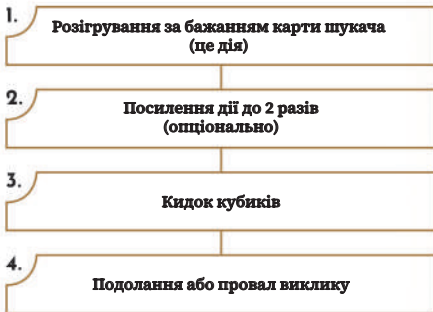 1.
Розігрування за бажанням карти шукача
(це дія)
2.
Посилення дії до 2 разів
(опціонально)
3.
Кидок кубиків
4.
Подолання або провал виклику